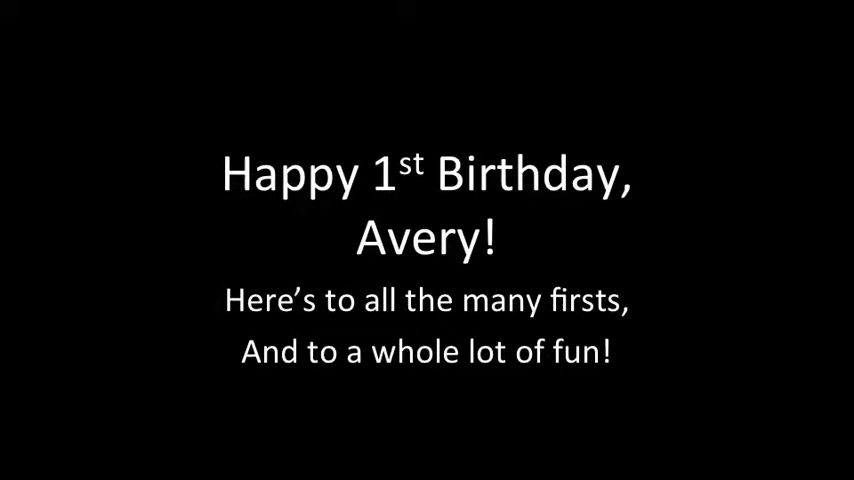 Happy 1st Birthday,
Avery!
Here’s to all the many firsts,
And to a whole lot of fun!